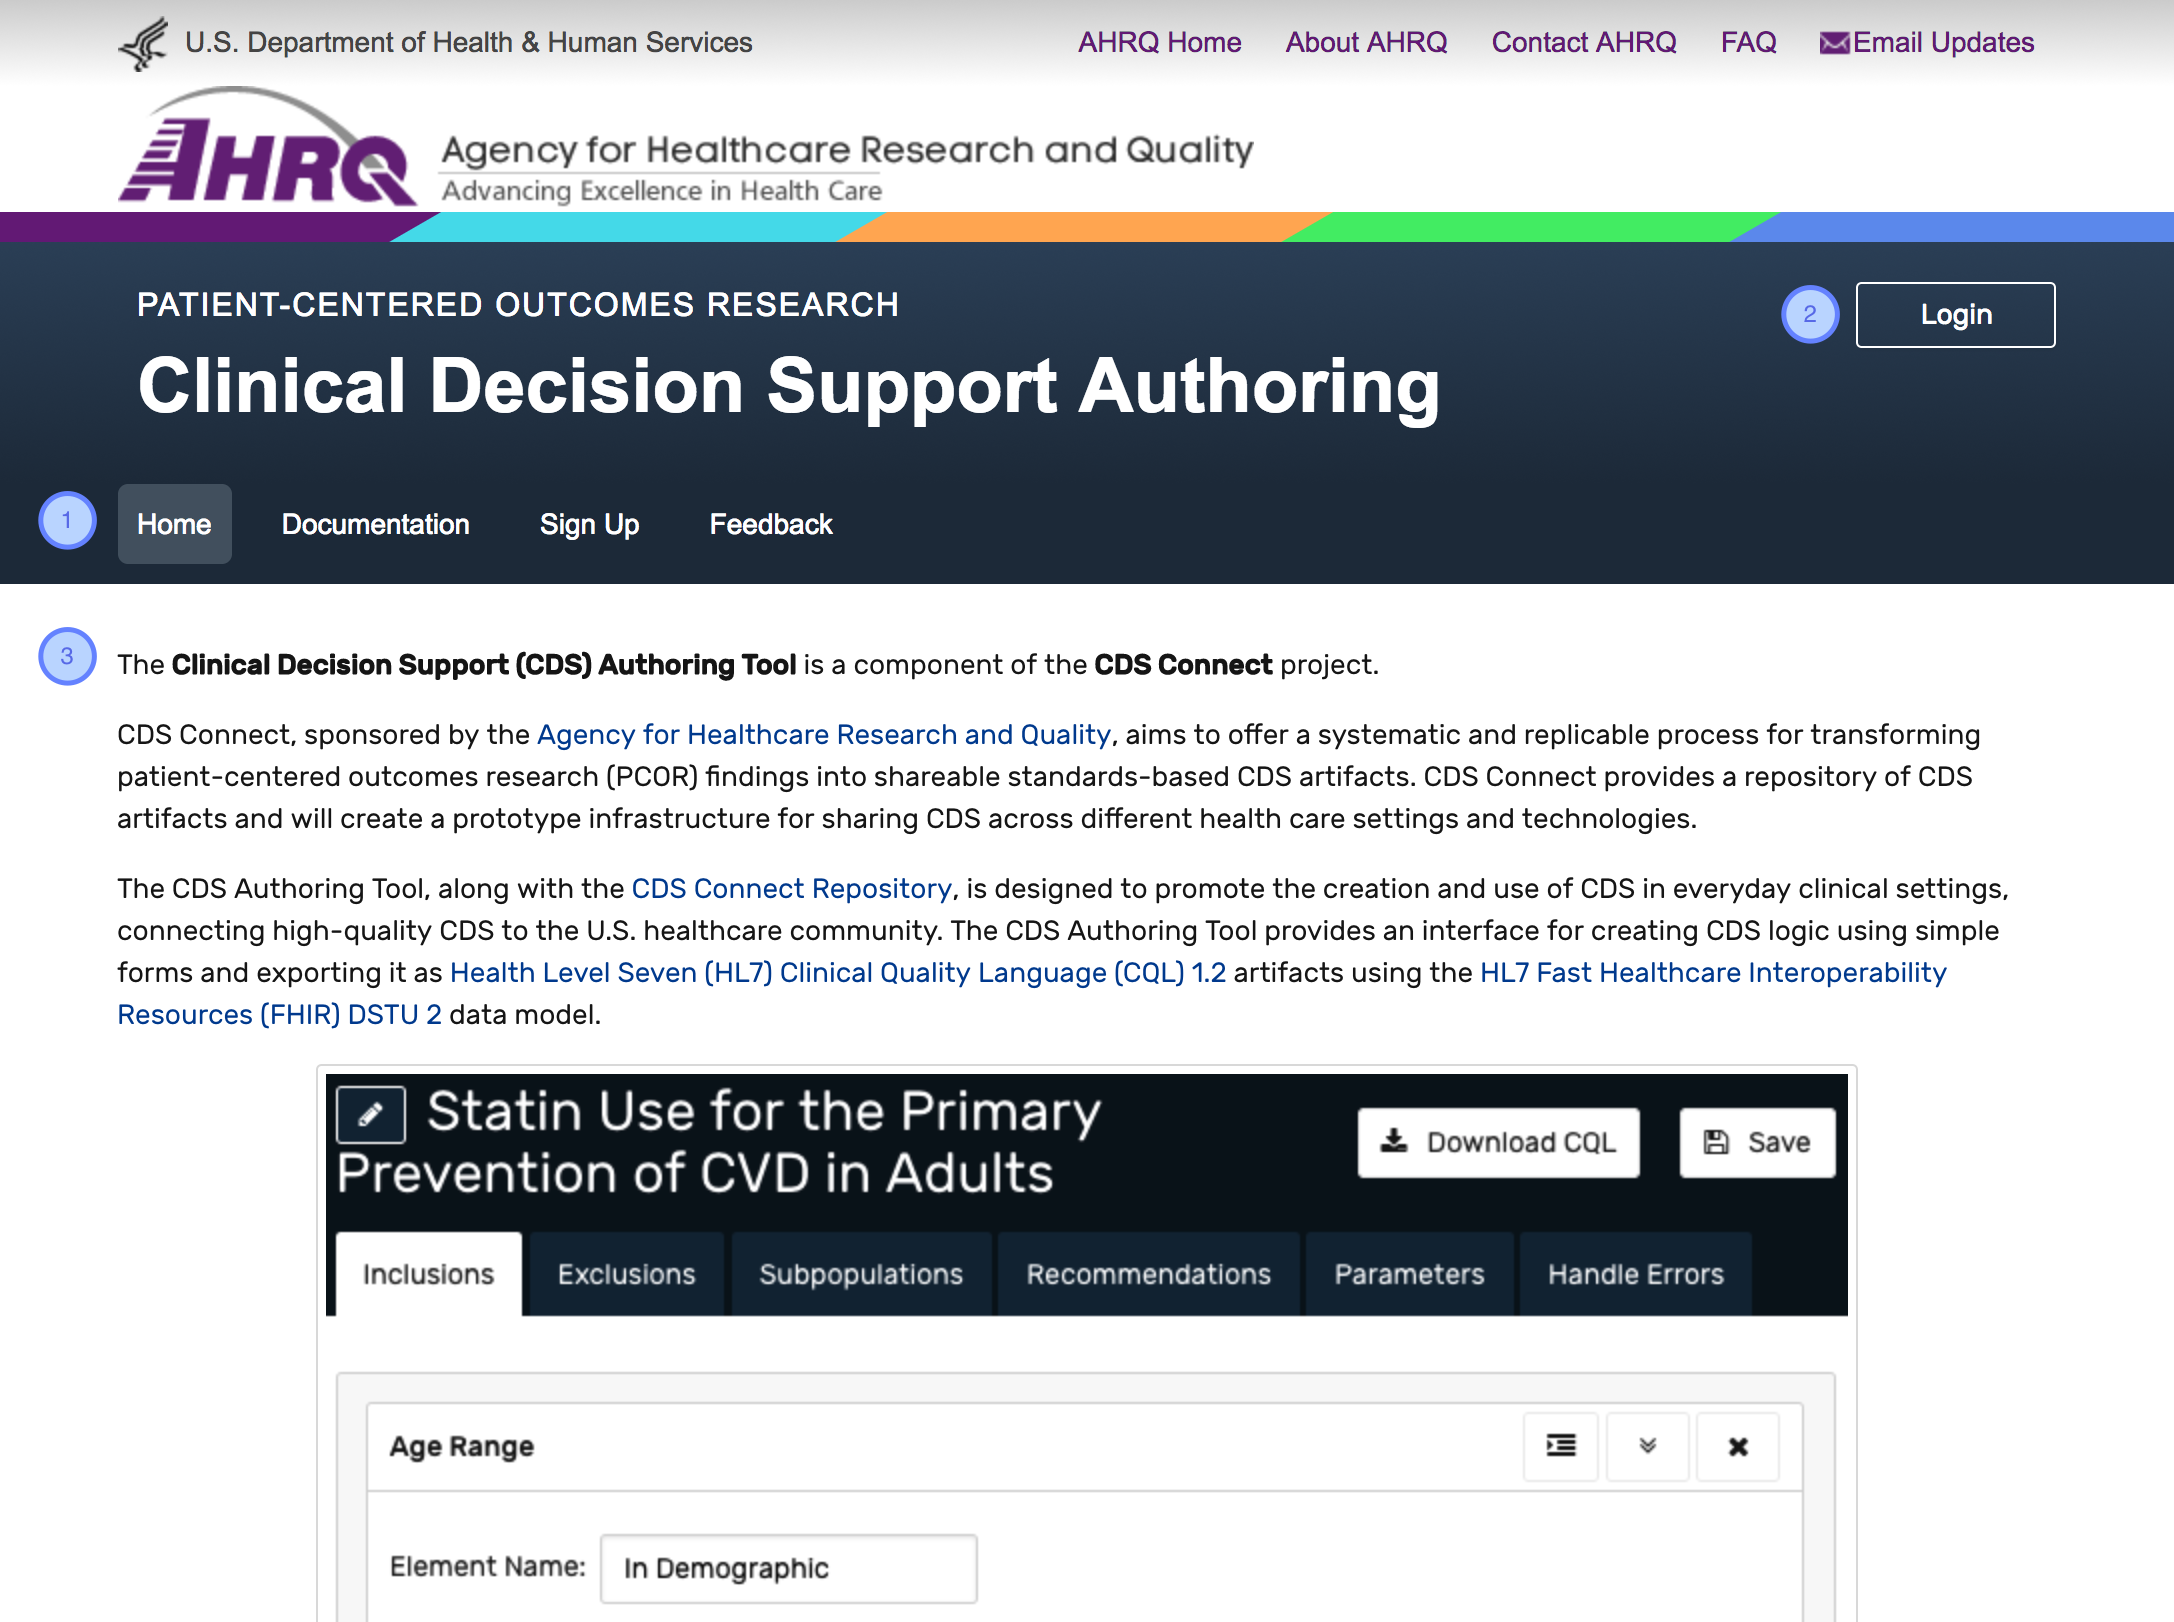 U.S. Department of Health & Human Services
AHRQ Home About AHRQ Contact AHRQ FAQ Email Updates
AHRQ
Agency for Healthcare Research and Quality
Advancing Excellence in Health Care
PATIENT-CENTERED OUTCOMES RESEARCH
2 Login
Clinical Decision Support Authoring
1 Home Documentation Sign Up Feedback
3 The Clinical Decision Support (CDS) Authoring Tool is a component of the CDS Connect project.
CDS Connect, sponsored by the Agency for Healthcare Research and Quality, aims to offer a systematic and replicable process for transforming
patient-centered outcomes research (PCOR) findings into shareable standards-based CDS artifacts. CDS Connect provides a repository of CDS
artifacts and will create a prototype infrastructure for sharing CDS across different health care settings and technologies.
The CDS Authoring Tool, along with the CDS Connect Repository, is designed to promote the creation and use of CDS in everyday clinical settings,
connecting high-quality CDS to the U.S. healthcare community. The CDS Authoring Tool provides an interface for creating CDS logic using simple
forms and exporting it as Health Level Seven (HL7) Clinical Quality Language (CQL) 1.2 artifacts using the HL7 Fast Healthcare Interoperability
Resources (FHIR) DSTU 2 data model.
Statin Use for the Primary
Prevention of CVD in Adults
Download CQL Save
Inclusions Exclusions Subpopulations Recommendations Parameters Handle Errors
Age Range
Element Name: In Demographic